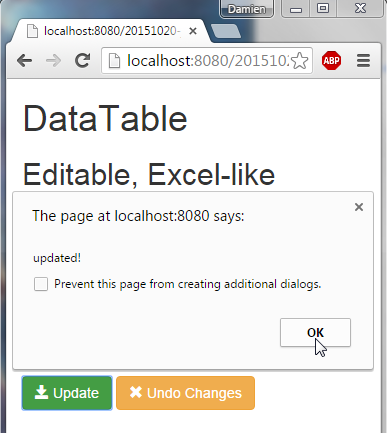 Damien
localhost:8080/20151020-
localhost:8080/201510
ABP
DataTable
Editable, Excel-like
The page at localhost:8080 says:
updated!
Prevent this page from creating additional dialogs.
OK
Update
Undo Changes